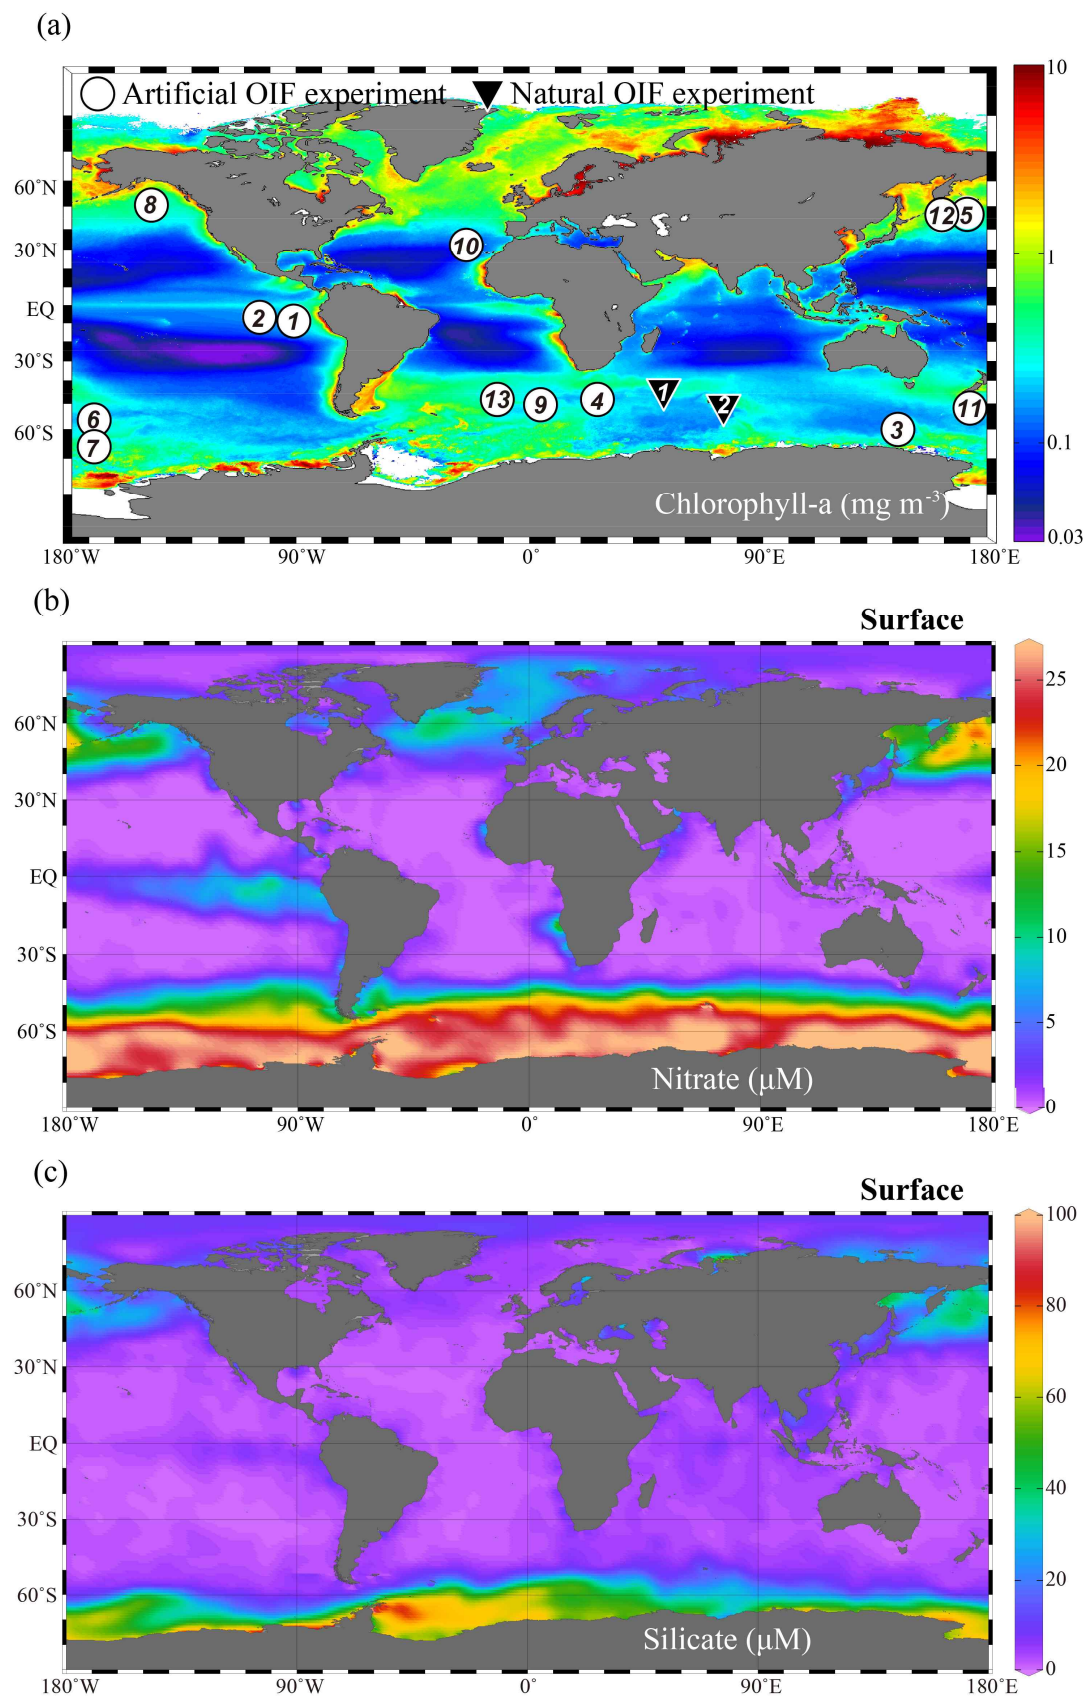 (a)
Artificial OIF experiment Natural OIF experiment
10
60°N
8
12 5
30°N
10
1
EQ
2 1
30°S
1
13 9 4 2 11
6
60°S
3
7
0.1
Chlorophyll-a (mg m-3)
0.03
180°W 90°W 0° 90°E 180°E
(b)
Surface
25
60°N
20
30°N
15
EQ
10
30°S
5
60°S
Nitrate (μM)
0
180°W 90°W 0° 90°E 180°E
(c)
Surface
100
60°N
80
30°N
60
EQ
40
30°S
20
60°S
Silicate (μM)
0
180°W 90°W 0° 90°E 180°E